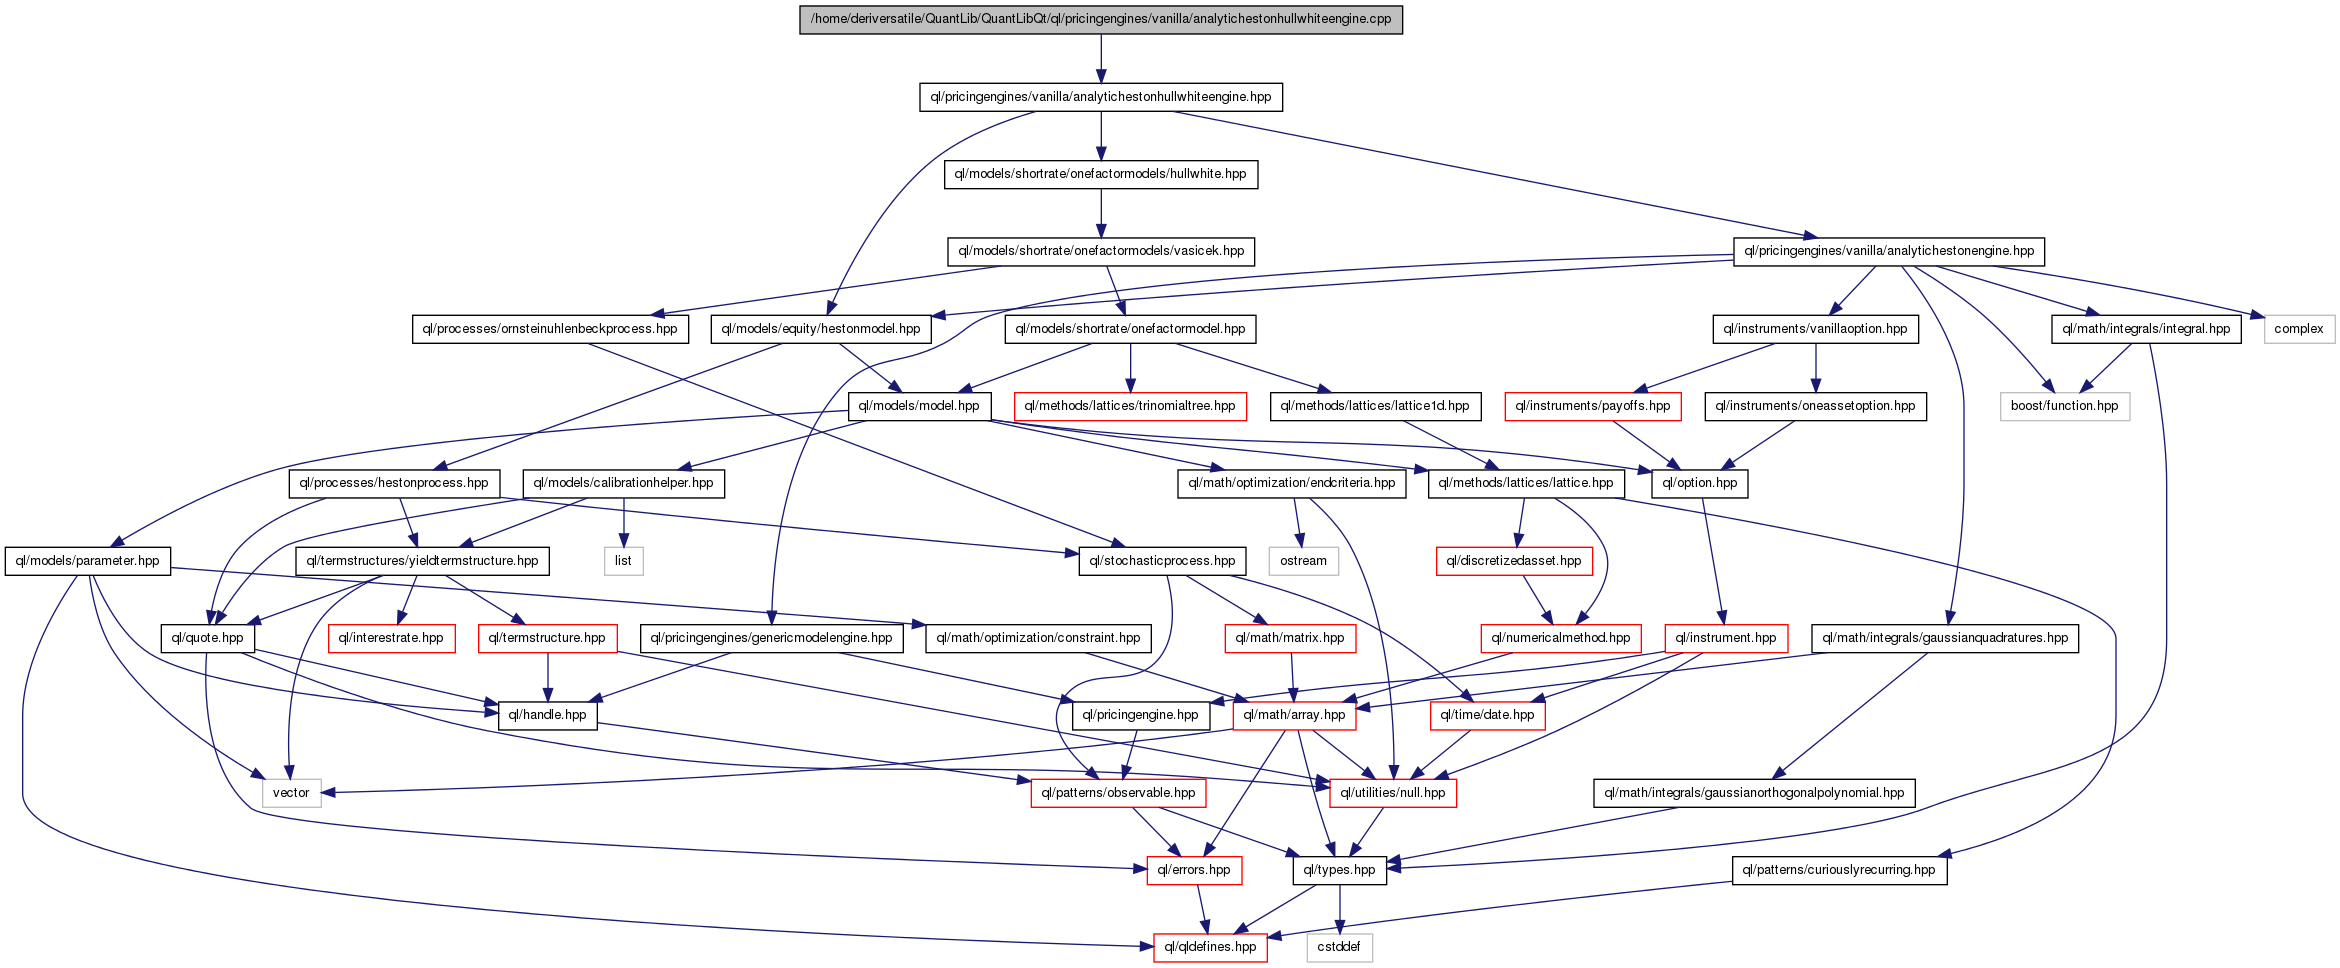 /home/deriversatile/QuantLib/QuantLibQt/ql/pricingengines/vanilla/analytichestonhullwhiteengine.cpp
ql/pricingengines/vanilla/analytichestonhullwhiteengine.hpp
ql/models/shortrate/onefactormodels/hullwhite.hpp
ql/models/shortrate/onefactormodels/vasicek.hpp
ql/pricingengines/vanilla/analytichestonengine.hpp
ql/processes/ornsteinuhlenbeckprocess.hpp
ql/models/equity/hestonmodel.hpp
ql/models/shortrate/onefactormodel.hpp
ql/instruments/vanillaoption.hpp
ql/math/integrals/integral.hpp
complex
ql/models/model.hpp
ql/methods/lattices/trinomialtree.hpp
ql/methods/lattices/lattice1d.hpp
ql/instruments/payoffs.hpp
ql/instruments/oneassetoption.hpp
boost/function.hpp
ql/processes/hestonprocess.hpp
ql/models/calibrationhelper.hpp
ql/math/optimization/endcriteria.hpp
ql/methods/lattices/lattice.hpp
ql/option.hpp
ql/models/parameter.hpp
ql/termstructures/yieldtermstructure.hpp
list
ql/stochasticprocess.hpp
ostream
ql/discretizedasset.hpp
ql/quote.hpp
ql/interestrate.hpp
ql/termstructure.hpp
ql/pricingengines/genericmodelengine.hpp
ql/math/optimization/constraint.hpp
ql/math/matrix.hpp
ql/numericalmethod.hpp
ql/instrument.hpp
ql/math/integrals/gaussianquadratures.hpp
ql/handle.hpp
ql/pricingengine.hpp
ql/math/array.hpp
ql/time/date.hpp
vector
ql/patterns/observable.hpp
ql/utilities/null.hpp
ql/math/integrals/gaussianorthogonalpolynomial.hpp
ql/errors.hpp
ql/types.hpp
ql/patterns/curiouslyrecurring.hpp
ql/qldefines.hpp
cstddef